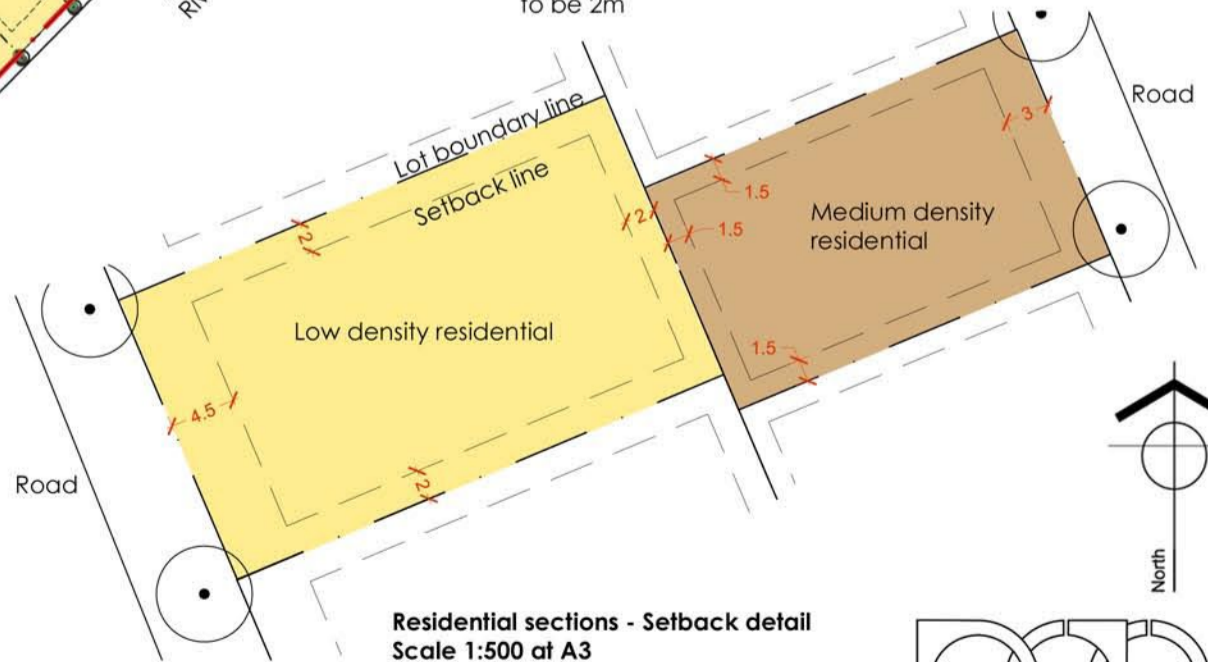 to be 2m
Lot boundary line
Setback line
Road
3
1.5
2
2
1.5
Medium density
residential
Low density residential
1.5
4.5
2
Road
North
Residential sections - Setback detail
Scale 1:500 at A3